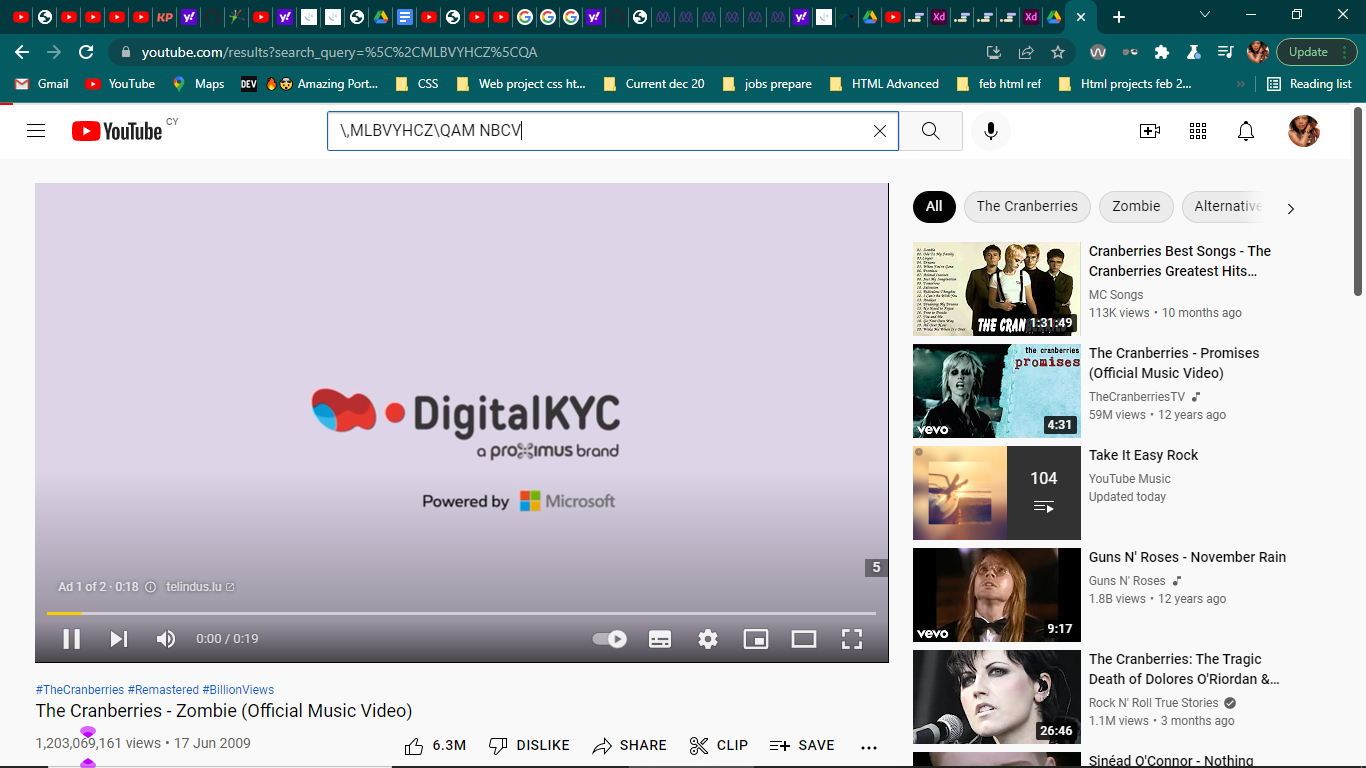 youtube.com/results?search_query=%5C%2CMLBVYHCZ%5CQA
Update
Gmail
YouTube
Maps
DEV
Amazing Port...
CSS
Web project css ht...
Current dec 20
jobs prepare
HTML Advanced
feb html ref
Html projects feb 2...
»
Reading list
YouTube CY
\,MLBVYHCZ\QAM NBCV
DigitalKYC
a proximus brand
Powered by Microsoft
5
Ad 1 of 2 · 0:18
telindus.lu
0:00 / 0:19
#TheCranberries #Remastered #BillionViews
The Cranberries - Zombie (Official Music Video)
1,203,069,161 views • 17 Jun 2009
6.3M
DISLIKE
SHARE
CLIP
SAVE
All
The Cranberries
Zombie
Alternative
THE CRAN
1:31:49
Cranberries Best Songs - The
Cranberries Greatest Hits...
MC Songs
113K views • 10 months ago
the cranberries
promises
vevo
4:31
The Cranberries - Promises
(Official Music Video)
TheCranberriesTV
59M views • 12 years ago
104
Take It Easy Rock
YouTube Music
Updated today
vevo
9:17
Guns N' Roses - November Rain
Guns N' Roses
1.8B views • 12 years ago
26:46
The Cranberries: The Tragic
Death of Dolores O'Riordan &...
Rock N' Roll True Stories
1.1M views • 3 months ago
Sinéad O'Connor - Nothing